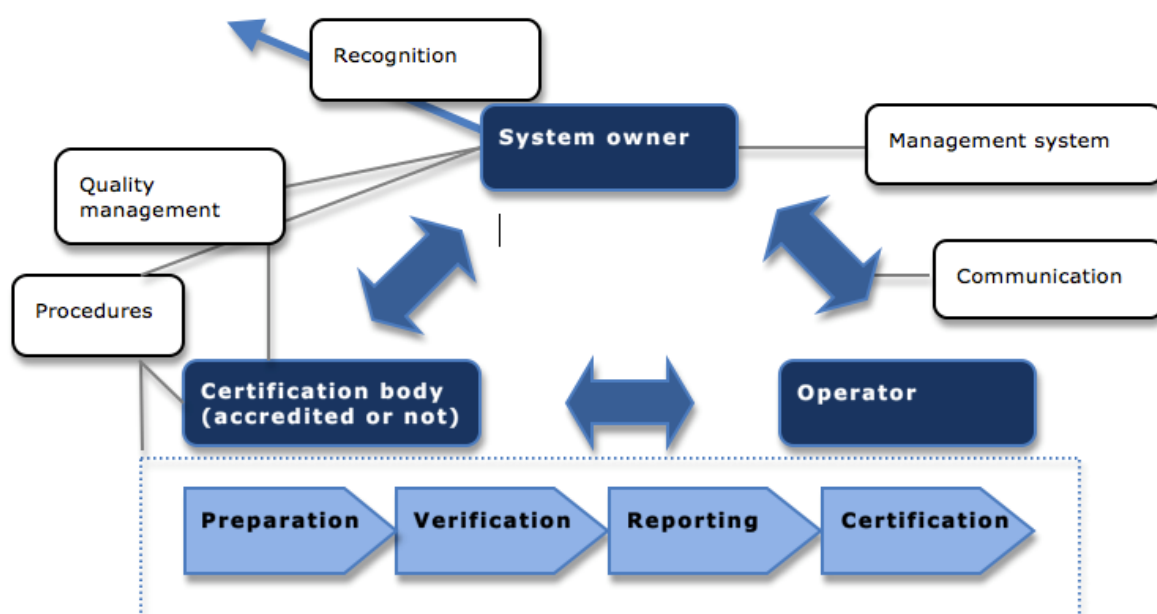 Recognition
System owner
Management system
Quality
management
Communication
Procedures
Certification body
(accredited or not)
Operator
Preparation
Verification
Reporting
Certification